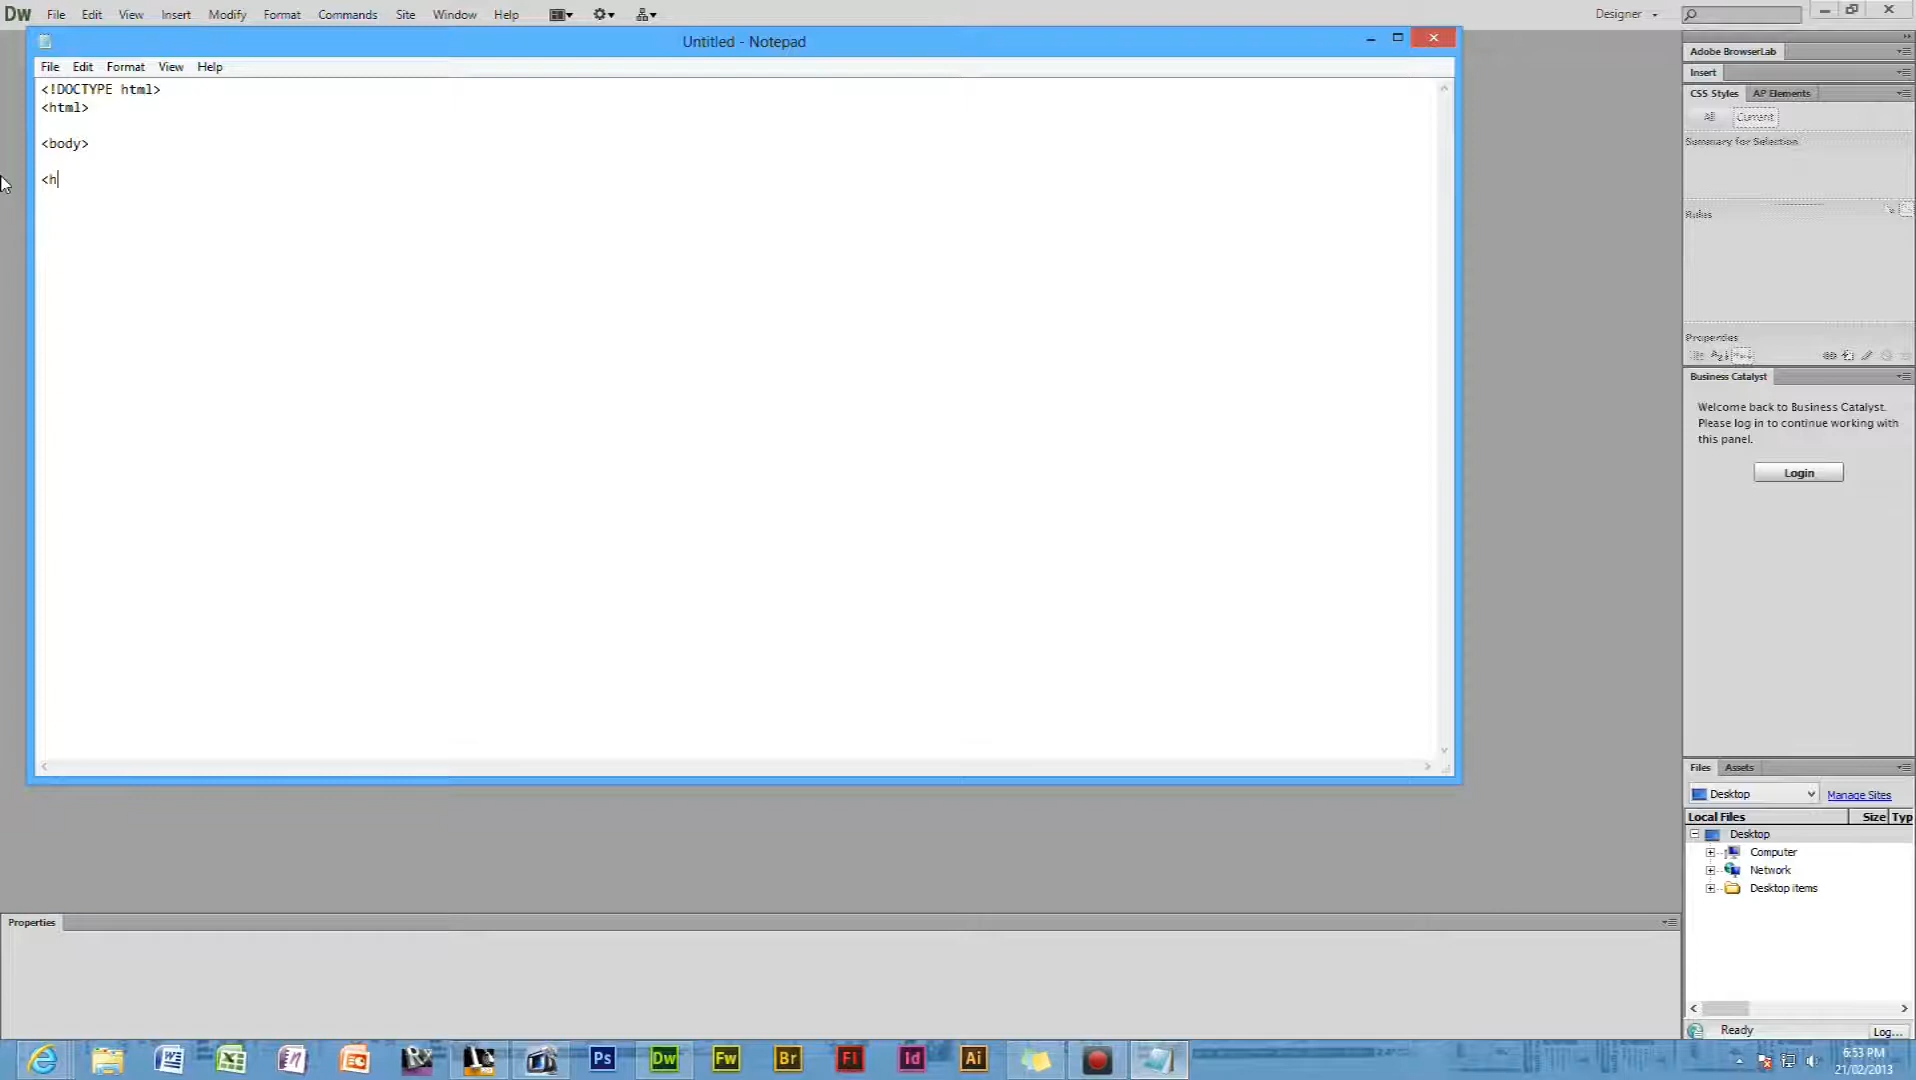 Dw File Edit View Insert Modify Format Commands Site Window Help Designer
Untitled - Notepad
File Edit Format View Help
<!DOCTYPE html>
<html>
<body>
<h
Adobe BrowserLab
Insert
CSS Styles AP Elements
All Current
Summary for Selection
Rules
Properties
Business Catalyst
Welcome back to Business Catalyst.
Please log in to continue working with
this panel.
Login
Files Assets
Desktop Manage Sites
Local Files Size Typ
Desktop
Computer
Network
Desktop items
Ready Log...
Properties
Ps Dw Fw Br Fl Id Ai
6:53 PM
21/02/2013